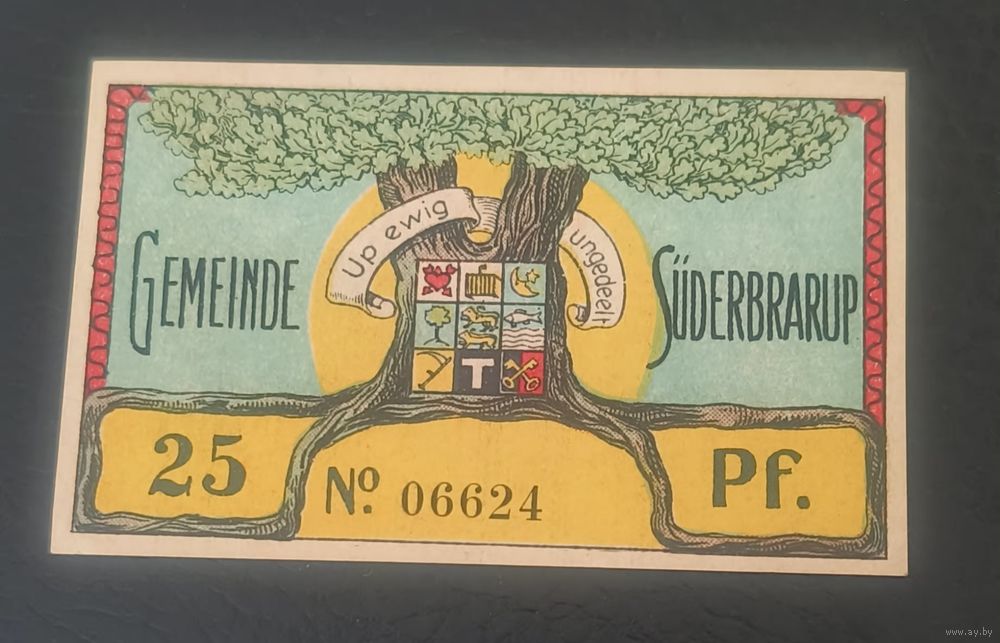 Up ewig ungedeelt
GEMEINDE SÜDERBRARUP
T
25 Pf.
Nº. 06624
www.ay.by